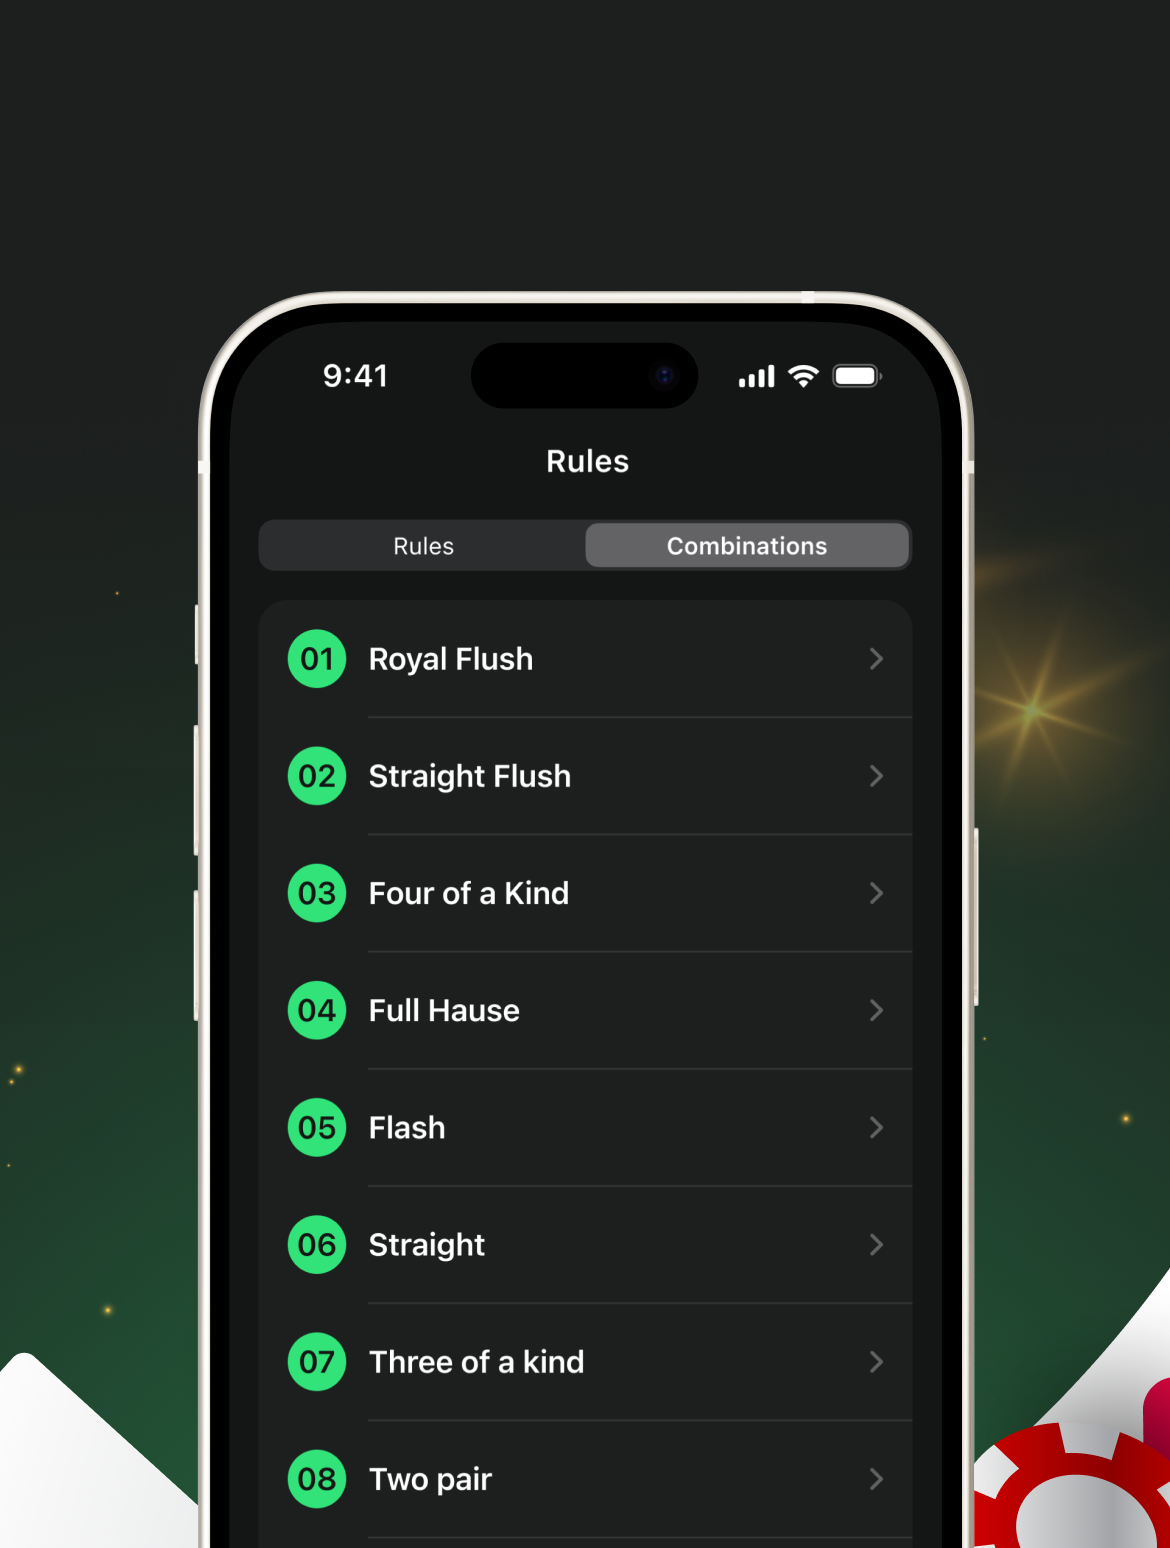 9:41
Rules
Rules Combinations
01 Royal Flush
02 Straight Flush
03 Four of a Kind
04 Full Hause
05 Flash
06 Straight
07 Three of a kind
08 Two pair